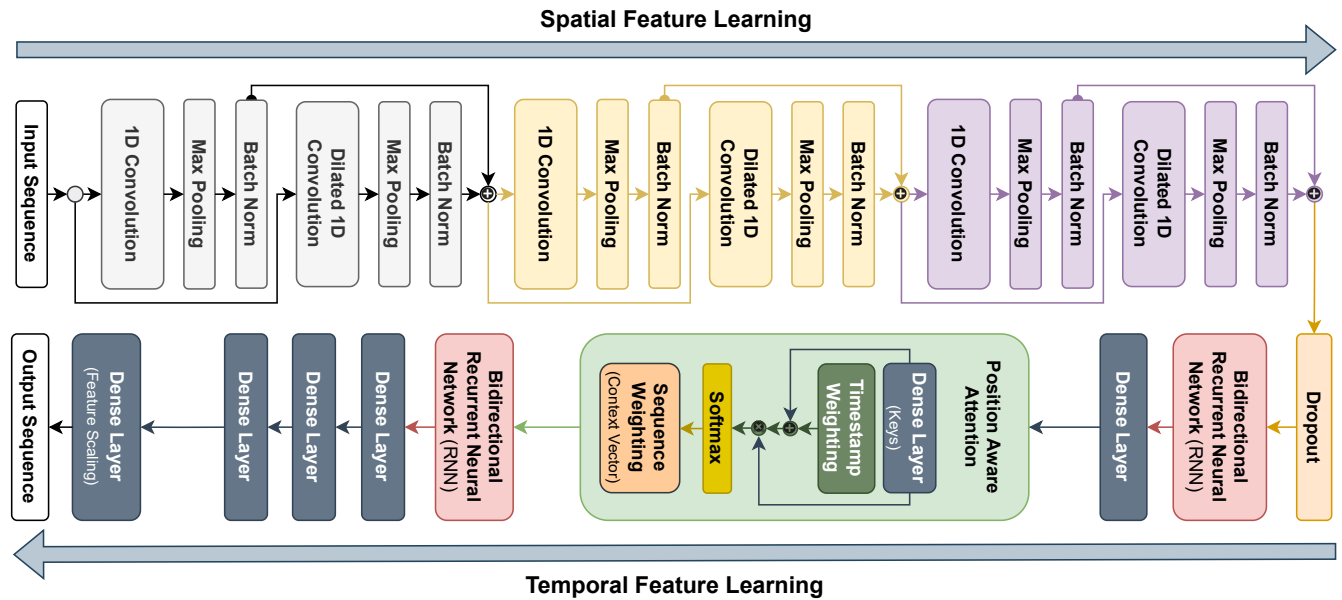 Spatial Feature Learning
Input Sequence
1D Convolution
Max Pooling
Batch Norm
Dilated 1D
Convolution
Max Pooling
Batch Norm
1D Convolution
Max Pooling
Batch Norm
Dilated 1D
Convolution
Max Pooling
Batch Norm
1D Convolution
Max Pooling
Batch Norm
Dilated 1D
Convolution
Max Pooling
Batch Norm
Dropout
Bidirectional
Recurrent Neural
Network (RNN)
Dense Layer
Position Aware
Attention
Dense Layer
(Keys)
Timestamp
Weighting
Softmax
Sequence
Weighting
(Context Vector)
Bidirectional
Recurrent Neural
Network (RNN)
Dense Layer
Dense Layer
Dense Layer
Dense Layer
(Feature Scaling)
Output Sequence
Temporal Feature Learning